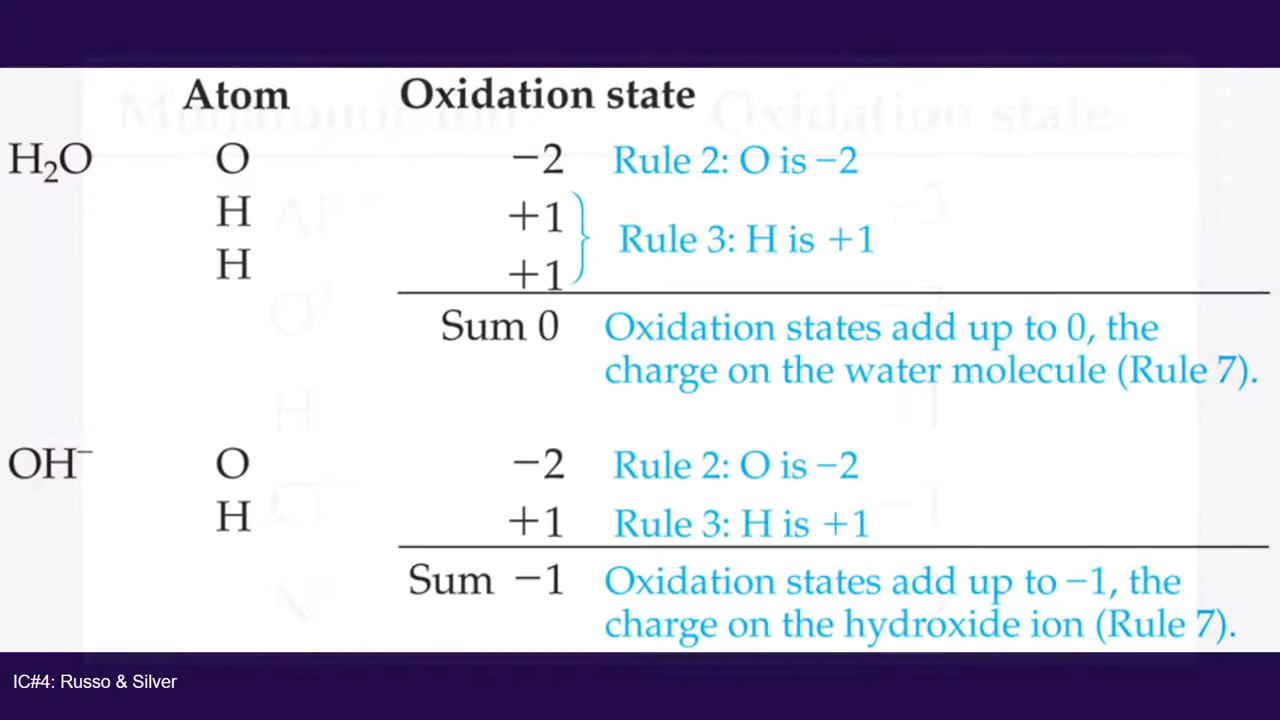 Atom Oxidation state
H₂O O −2 Rule 2: O is −2
H +1
Rule 3: H is +1
H +1
Sum 0 Oxidation states add up to 0, the
charge on the water molecule (Rule 7).
OH⁻ O −2 Rule 2: O is −2
H +1 Rule 3: H is +1
Sum −1 Oxidation states add up to −1, the
charge on the hydroxide ion (Rule 7).
IC#4: Russo & Silver